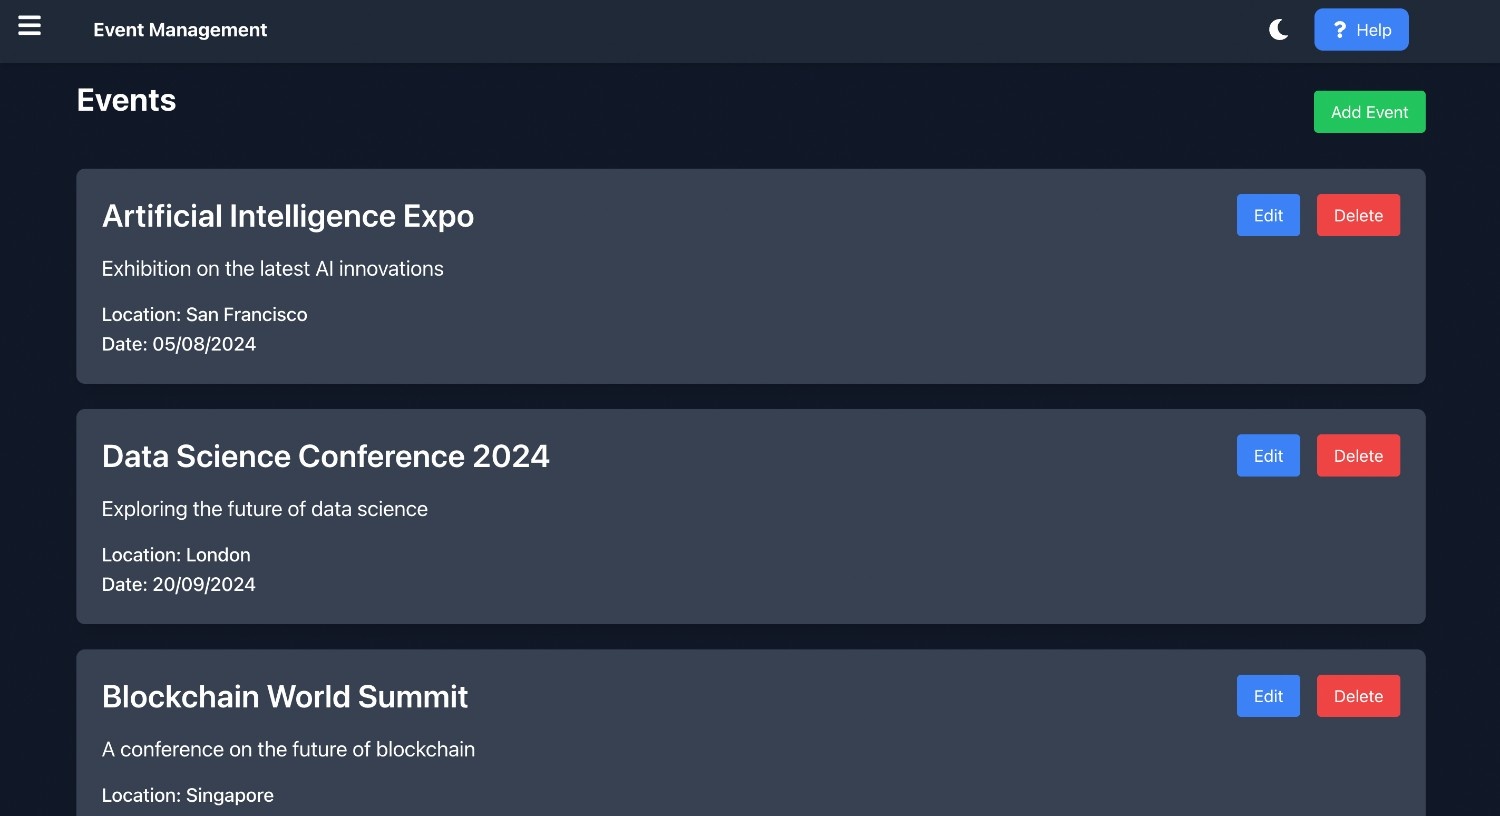 Event Management
? Help
Events
Add Event
Artificial Intelligence Expo
Edit
Delete
Exhibition on the latest AI innovations
Location: San Francisco
Date: 05/08/2024
Data Science Conference 2024
Edit
Delete
Exploring the future of data science
Location: London
Date: 20/09/2024
Blockchain World Summit
Edit
Delete
A conference on the future of blockchain
Location: Singapore